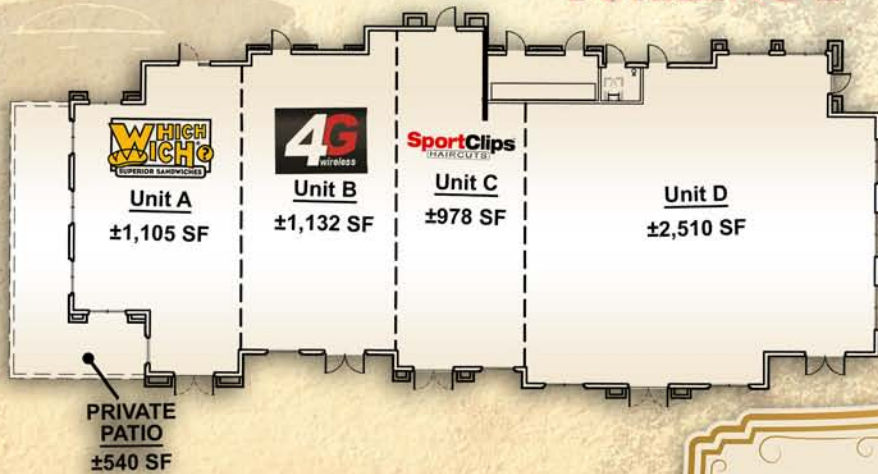 WHICH
WICH?
SUPERIOR SANDWICHES
Unit A
±1,105 SF
4G
wireless
Unit B
±1,132 SF
SportClips
HAIRCUTS
Unit C
±978 SF
Unit D
±2,510 SF
PRIVATE
PATIO
±540 SF